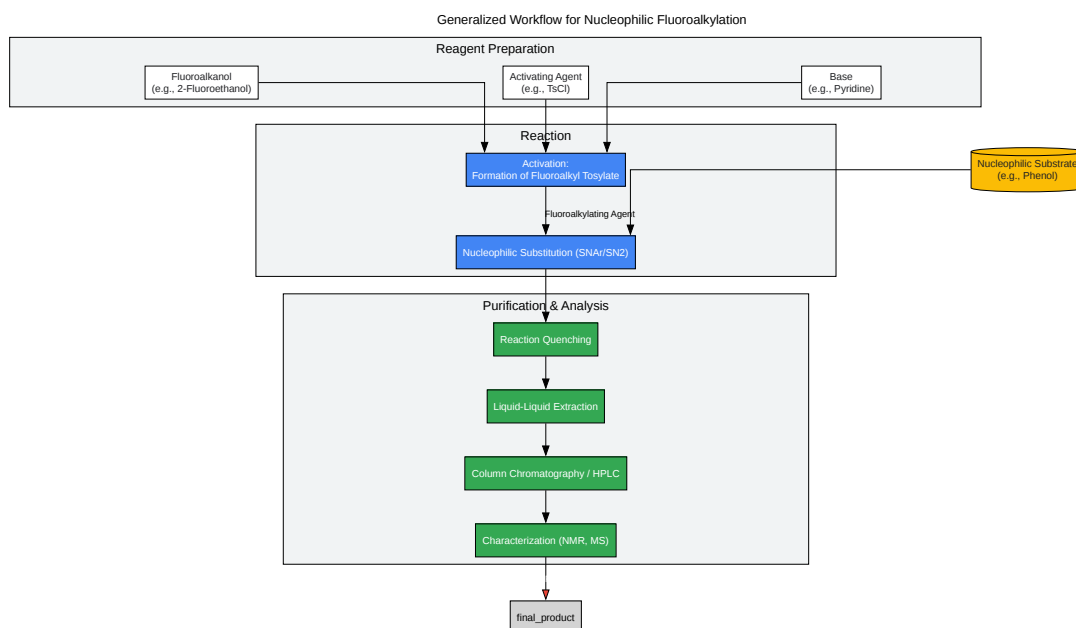 Generalized Workflow for Nucleophilic Fluoroalkylation
Reagent Preparation
Fluoroalkanol
(e.g., 2-Fluoroethanol)
Activating Agent
(e.g., TsCl)
Base
(e.g., Pyridine)
Reaction
Activation:
Formation of Fluoroalkyl Tosylate
Nucleophilic Substrate
(e.g., Phenol)
Fluoroalkylating Agent
Nucleophilic Substitution (SNAr/SN2)
Purification & Analysis
Reaction Quenching
Liquid-Liquid Extraction
Column Chromatography / HPLC
Characterization (NMR, MS)
final_product